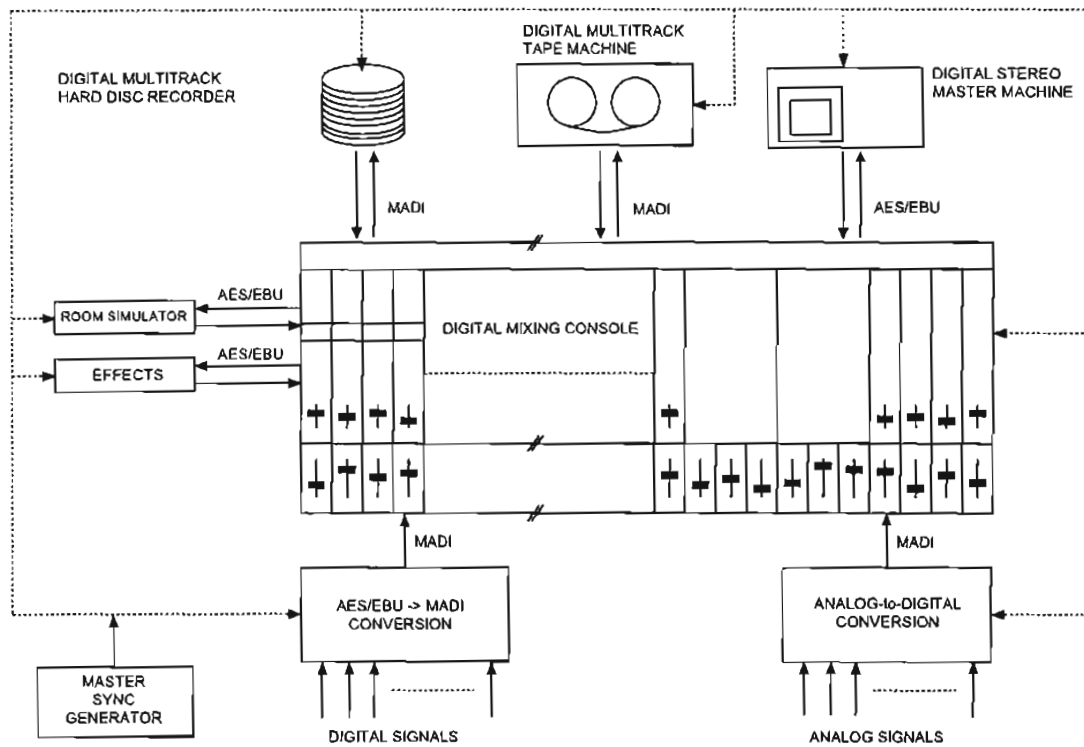 DIGITAL MULTITRACK
HARD DISC RECORDER
DIGITAL MULTITRACK
TAPE MACHINE
DIGITAL STEREO
MASTER MACHINE
MADI
MADI
AES/EBU
AES/EBU
ROOM SIMULATOR
AES/EBU
EFFECTS
DIGITAL MIXING CONSOLE
MADI
MADI
AES/EBU -> MADI
CONVERSION
ANALOG-to-DIGITAL
CONVERSION
MASTER
SYNC
GENERATOR
DIGITAL SIGNALS
ANALOG SIGNALS